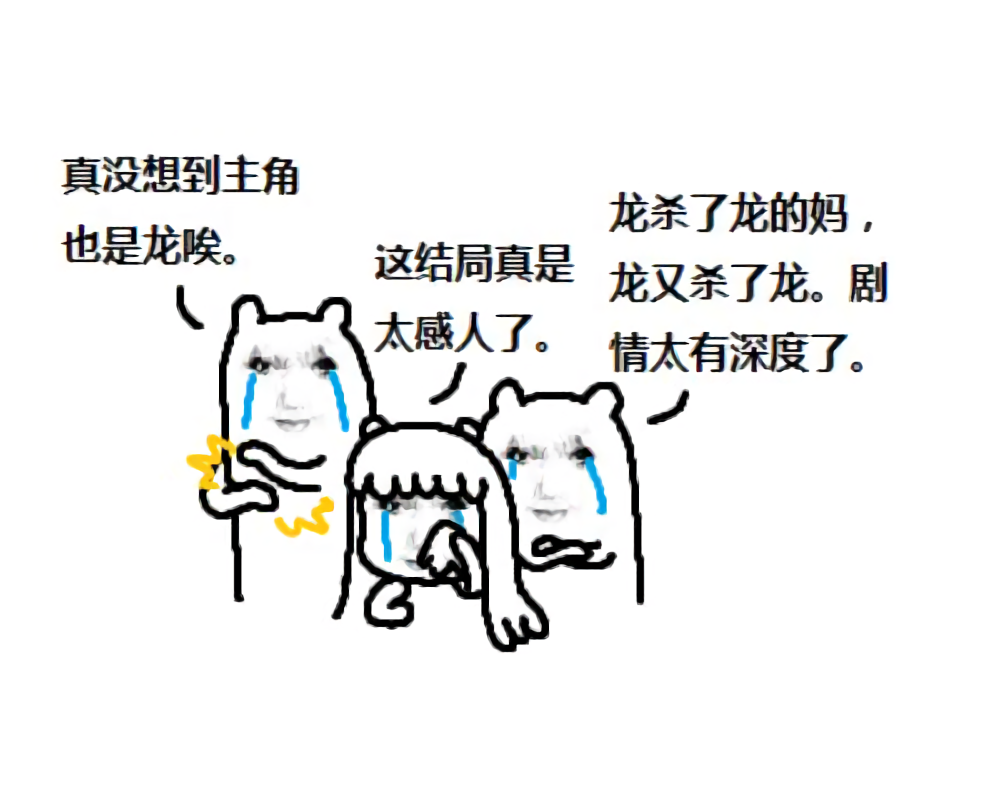 真没想到主角
也是龙唉。
这结局真是
太感人了。
龙杀了龙的妈，
龙又杀了龙。剧
情太有深度了。